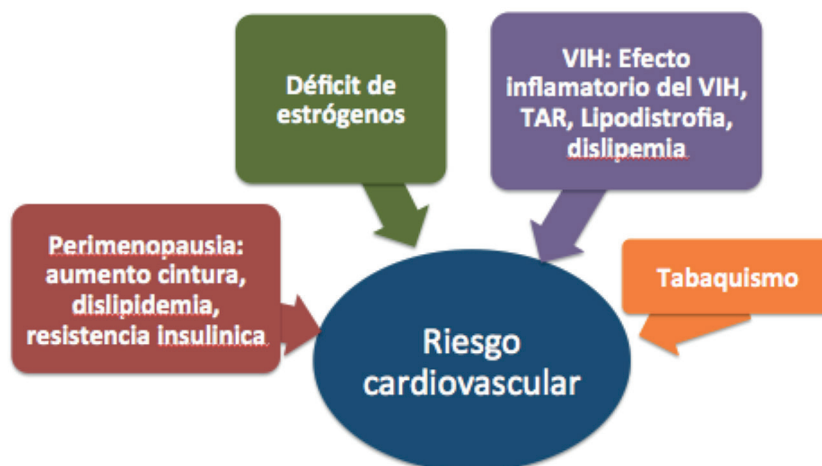 Déficit de
estrógenos
VIH: Efecto
inflamatorio del VIH,
TAR, Lipodistrofia,
dislipemia
Perimenopausia:
aumento cintura,
dislipidemia,
resistencia insulinica
Tabaquismo
Riesgo
cardiovascular